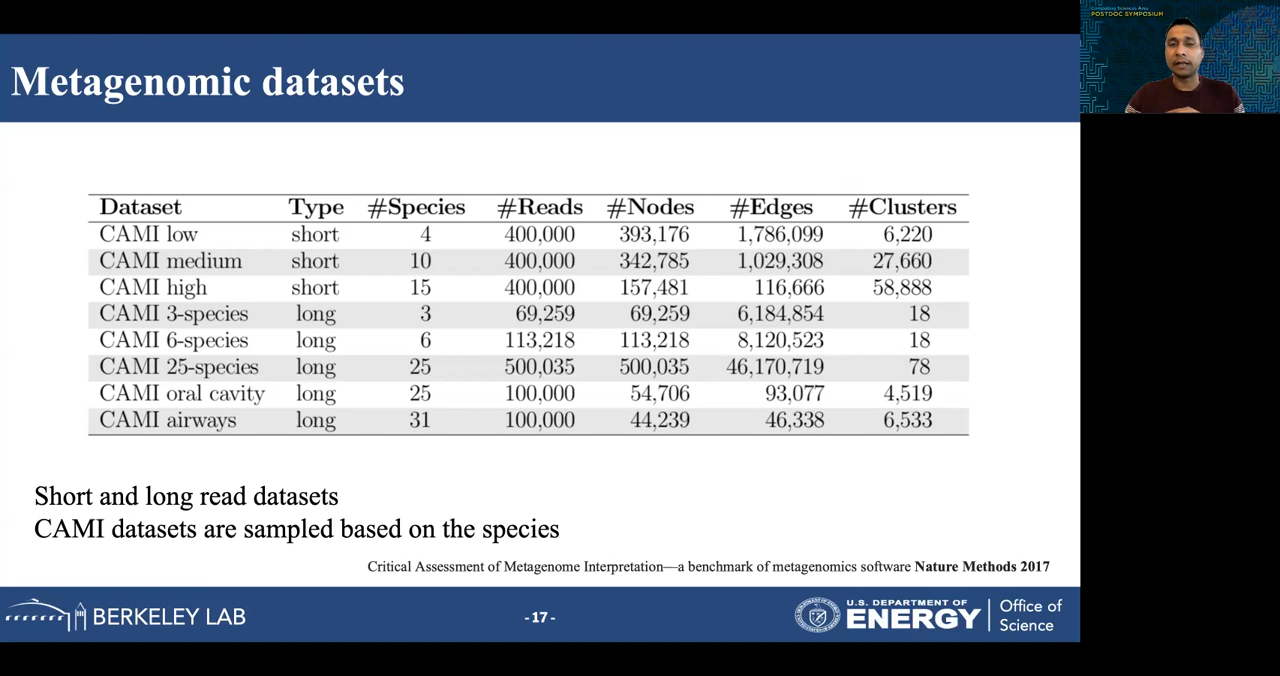 Computing Sciences Area
POSTDOC SYMPOSIUM
Metagenomic datasets
Dataset Type #Species #Reads #Nodes #Edges #Clusters
CAMI low short 4 400,000 393,176 1,786,099 6,220
CAMI medium short 10 400,000 342,785 1,029,308 27,660
CAMI high short 15 400,000 157,481 116,666 58,888
CAMI 3-species long 3 69,259 69,259 6,184,854 18
CAMI 6-species long 6 113,218 113,218 8,120,523 18
CAMI 25-species long 25 500,035 500,035 46,170,719 78
CAMI oral cavity long 25 100,000 54,706 93,077 4,519
CAMI airways long 31 100,000 44,239 46,338 6,533
Short and long read datasets
CAMI datasets are sampled based on the species
Critical Assessment of Metagenome Interpretation—a benchmark of metagenomics software Nature Methods 2017
BERKELEY LAB
- 17 -
U.S. DEPARTMENT OF
ENERGY
Office of
Science